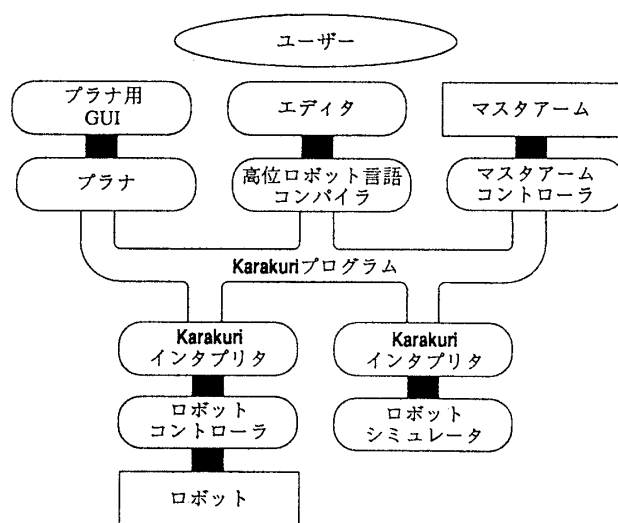 ユーザー
プラナ用
GUI
エディタ
マスタアーム
プラナ
高位ロボット言語
コンパイラ
マスタアーム
コントローラ
Karakuriプログラム
Karakuri
インタプリタ
Karakuri
インタプリタ
ロボット
コントローラ
ロボット
シミュレータ
ロボット